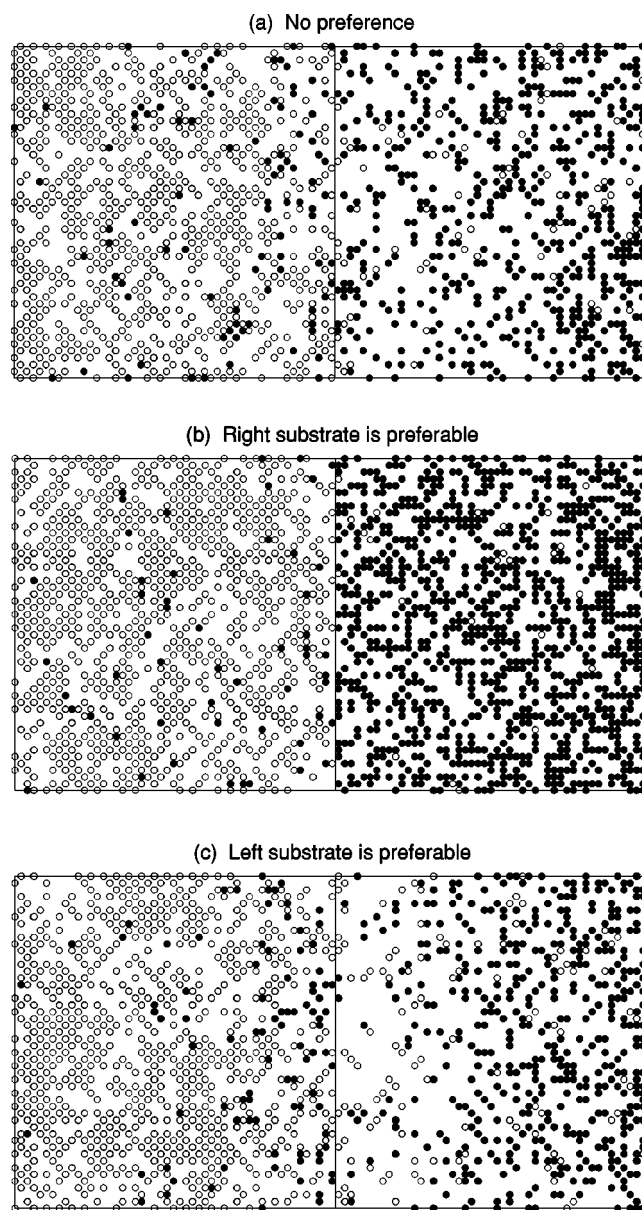 (a) No preference
(b) Right substrate is preferable
(c) Left substrate is preferable